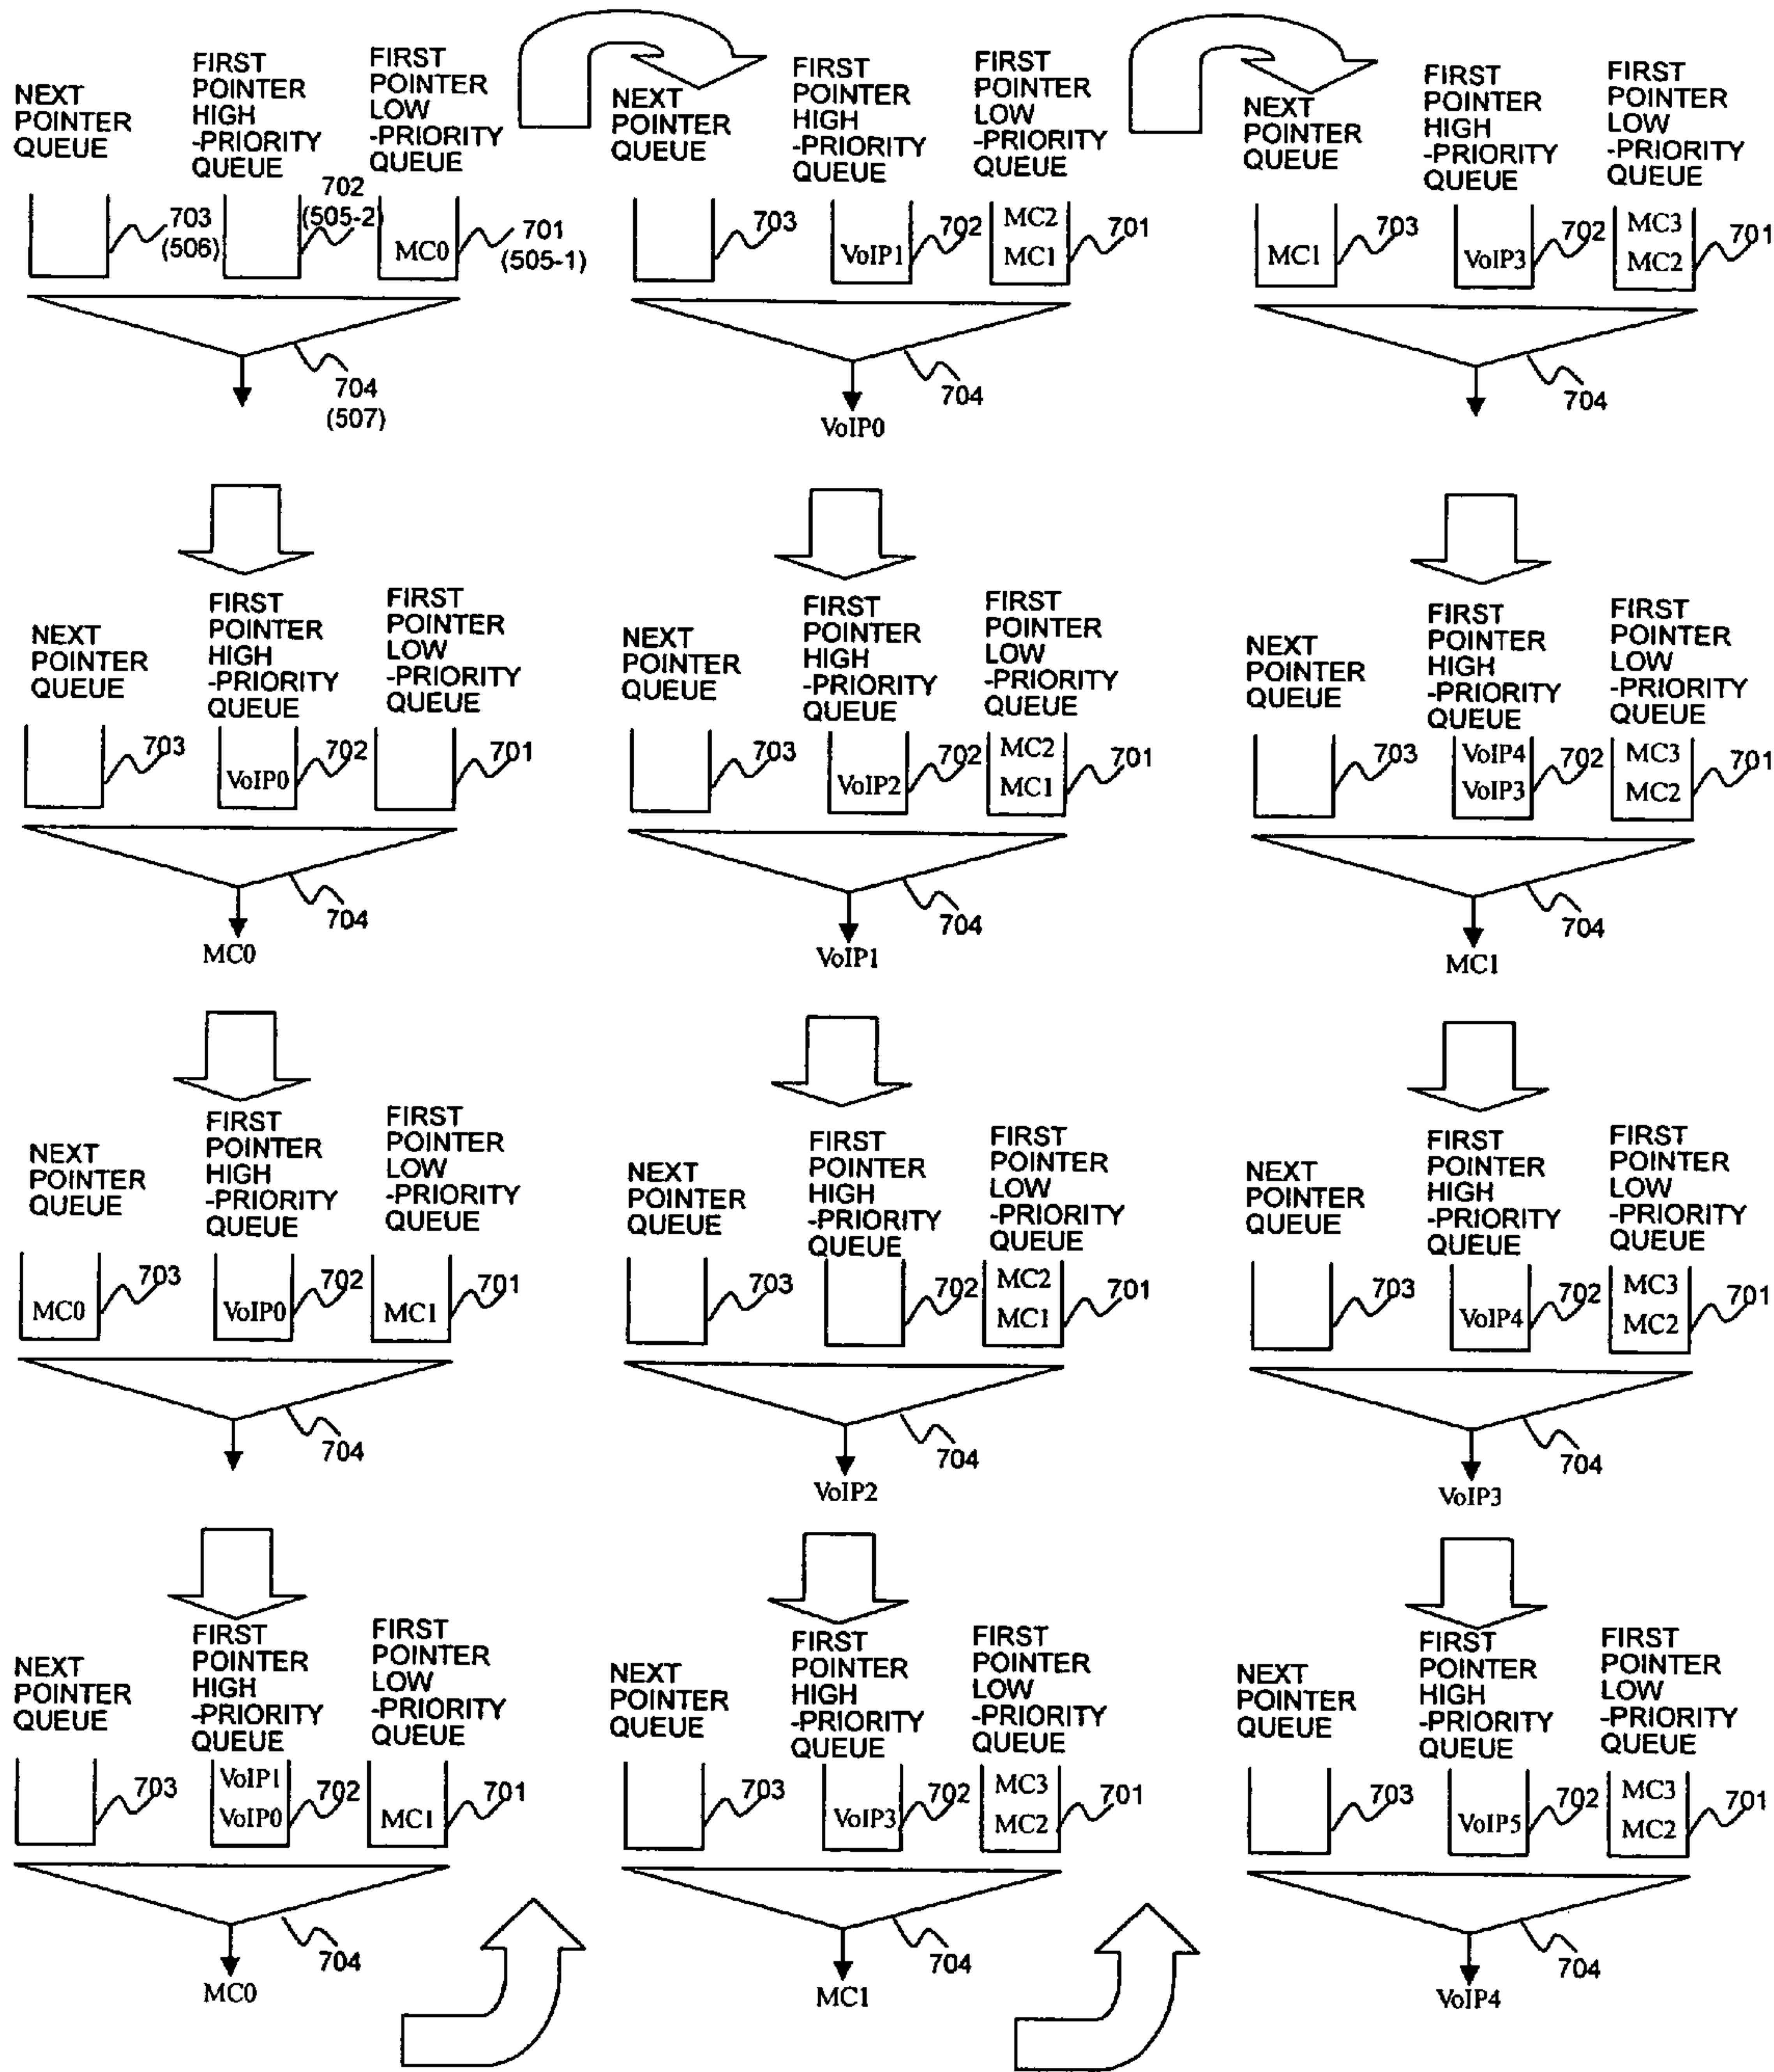 NEXT
POINTER
QUEUE
FIRST
POINTER
HIGH
-PRIORITY
QUEUE
FIRST
POINTER
LOW
-PRIORITY
QUEUE
703
(506)
702
(505-2)
MC0
701
(505-1)
704
(507)
NEXT
POINTER
QUEUE
FIRST
POINTER
HIGH
-PRIORITY
QUEUE
FIRST
POINTER
LOW
-PRIORITY
QUEUE
703
VoIP0
702
701
704
MC0
NEXT
POINTER
QUEUE
FIRST
POINTER
HIGH
-PRIORITY
QUEUE
FIRST
POINTER
LOW
-PRIORITY
QUEUE
MC0
703
VoIP0
702
MC1
701
704
NEXT
POINTER
QUEUE
FIRST
POINTER
HIGH
-PRIORITY
QUEUE
FIRST
POINTER
LOW
-PRIORITY
QUEUE
703
VoIP1
VoIP0
702
MC1
701
704
MC0
NEXT
POINTER
QUEUE
FIRST
POINTER
HIGH
-PRIORITY
QUEUE
FIRST
POINTER
LOW
-PRIORITY
QUEUE
703
VoIP1
702
MC2
MC1
701
704
VoIP0
NEXT
POINTER
QUEUE
FIRST
POINTER
HIGH
-PRIORITY
QUEUE
FIRST
POINTER
LOW
-PRIORITY
QUEUE
703
VoIP2
702
MC2
MC1
701
704
VoIP1
NEXT
POINTER
QUEUE
FIRST
POINTER
HIGH
-PRIORITY
QUEUE
FIRST
POINTER
LOW
-PRIORITY
QUEUE
703
702
MC2
MC1
701
704
VoIP2
NEXT
POINTER
QUEUE
FIRST
POINTER
HIGH
-PRIORITY
QUEUE
FIRST
POINTER
LOW
-PRIORITY
QUEUE
703
VoIP3
702
MC3
MC2
701
704
MC1
NEXT
POINTER
QUEUE
FIRST
POINTER
HIGH
-PRIORITY
QUEUE
FIRST
POINTER
LOW
-PRIORITY
QUEUE
MC1
703
VoIP3
702
MC3
MC2
701
704
NEXT
POINTER
QUEUE
FIRST
POINTER
HIGH
-PRIORITY
QUEUE
FIRST
POINTER
LOW
-PRIORITY
QUEUE
703
VoIP4
VoIP3
702
MC3
MC2
701
704
MC1
NEXT
POINTER
QUEUE
FIRST
POINTER
HIGH
-PRIORITY
QUEUE
FIRST
POINTER
LOW
-PRIORITY
QUEUE
703
VoIP4
702
MC3
MC2
701
704
VoIP3
NEXT
POINTER
QUEUE
FIRST
POINTER
HIGH
-PRIORITY
QUEUE
FIRST
POINTER
LOW
-PRIORITY
QUEUE
703
VoIP5
702
MC3
MC2
701
704
VoIP4